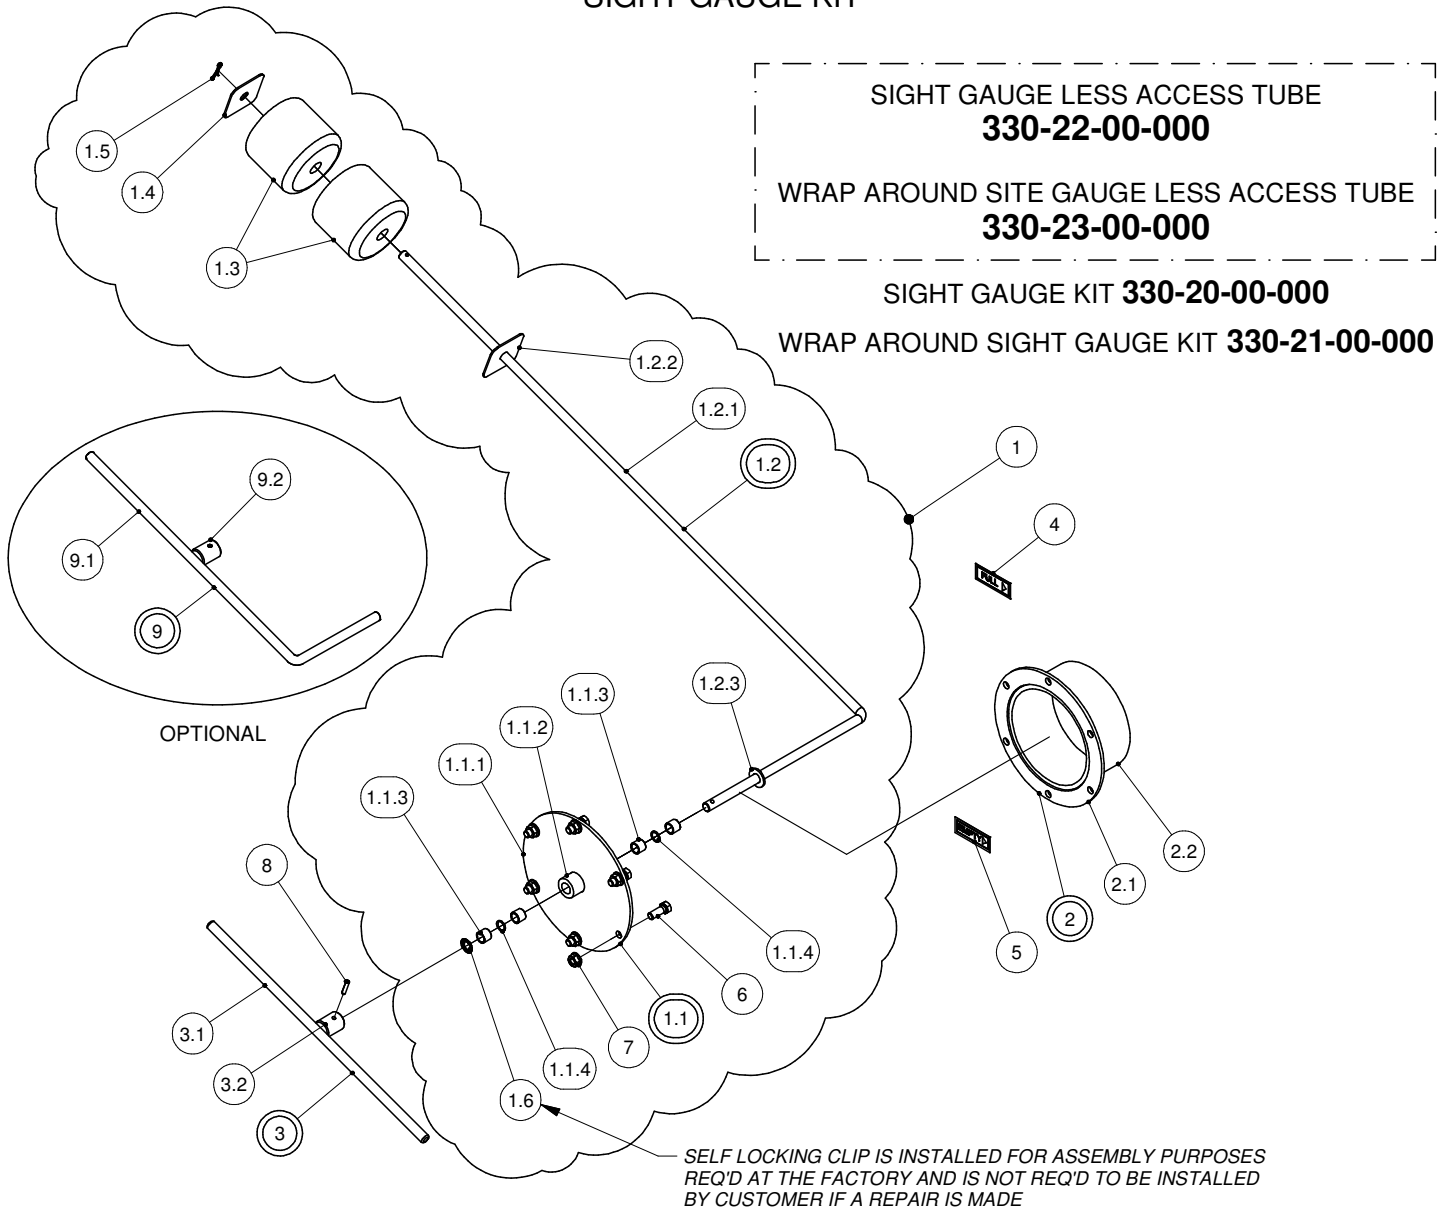 SIGHT GAUGE KIT
SIGHT GAUGE LESS ACCESS TUBE
330-22-00-000
WRAP AROUND SITE GAUGE LESS ACCESS TUBE
330-23-00-000
SIGHT GAUGE KIT 330-20-00-000
WRAP AROUND SIGHT GAUGE KIT 330-21-00-000
1.5
1.4
1.3
1.2.2
1.2.1
1.2
1
4
FULL
9.2
9.1
9
OPTIONAL
1.2.3
1.1.3
1.1.2
1.1.1
1.1.3
8
EMPTY
2.2
2.1
2
5
1.1.4
6
1.1
7
1.1.4
1.6
3.1
3.2
3
SELF LOCKING CLIP IS INSTALLED FOR ASSEMBLY PURPOSES
REQ'D AT THE FACTORY AND IS NOT REQ'D TO BE INSTALLED
BY CUSTOMER IF A REPAIR IS MADE